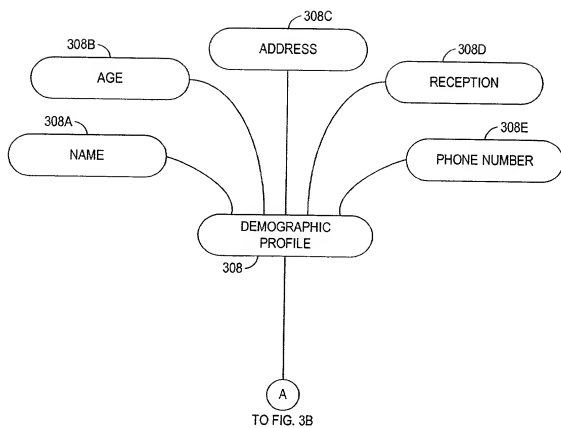 308C
ADDRESS
308B
AGE
308D
RECEPTION
308A
NAME
308E
PHONE NUMBER
DEMOGRAPHIC
PROFILE
308
A
TO FIG. 3B